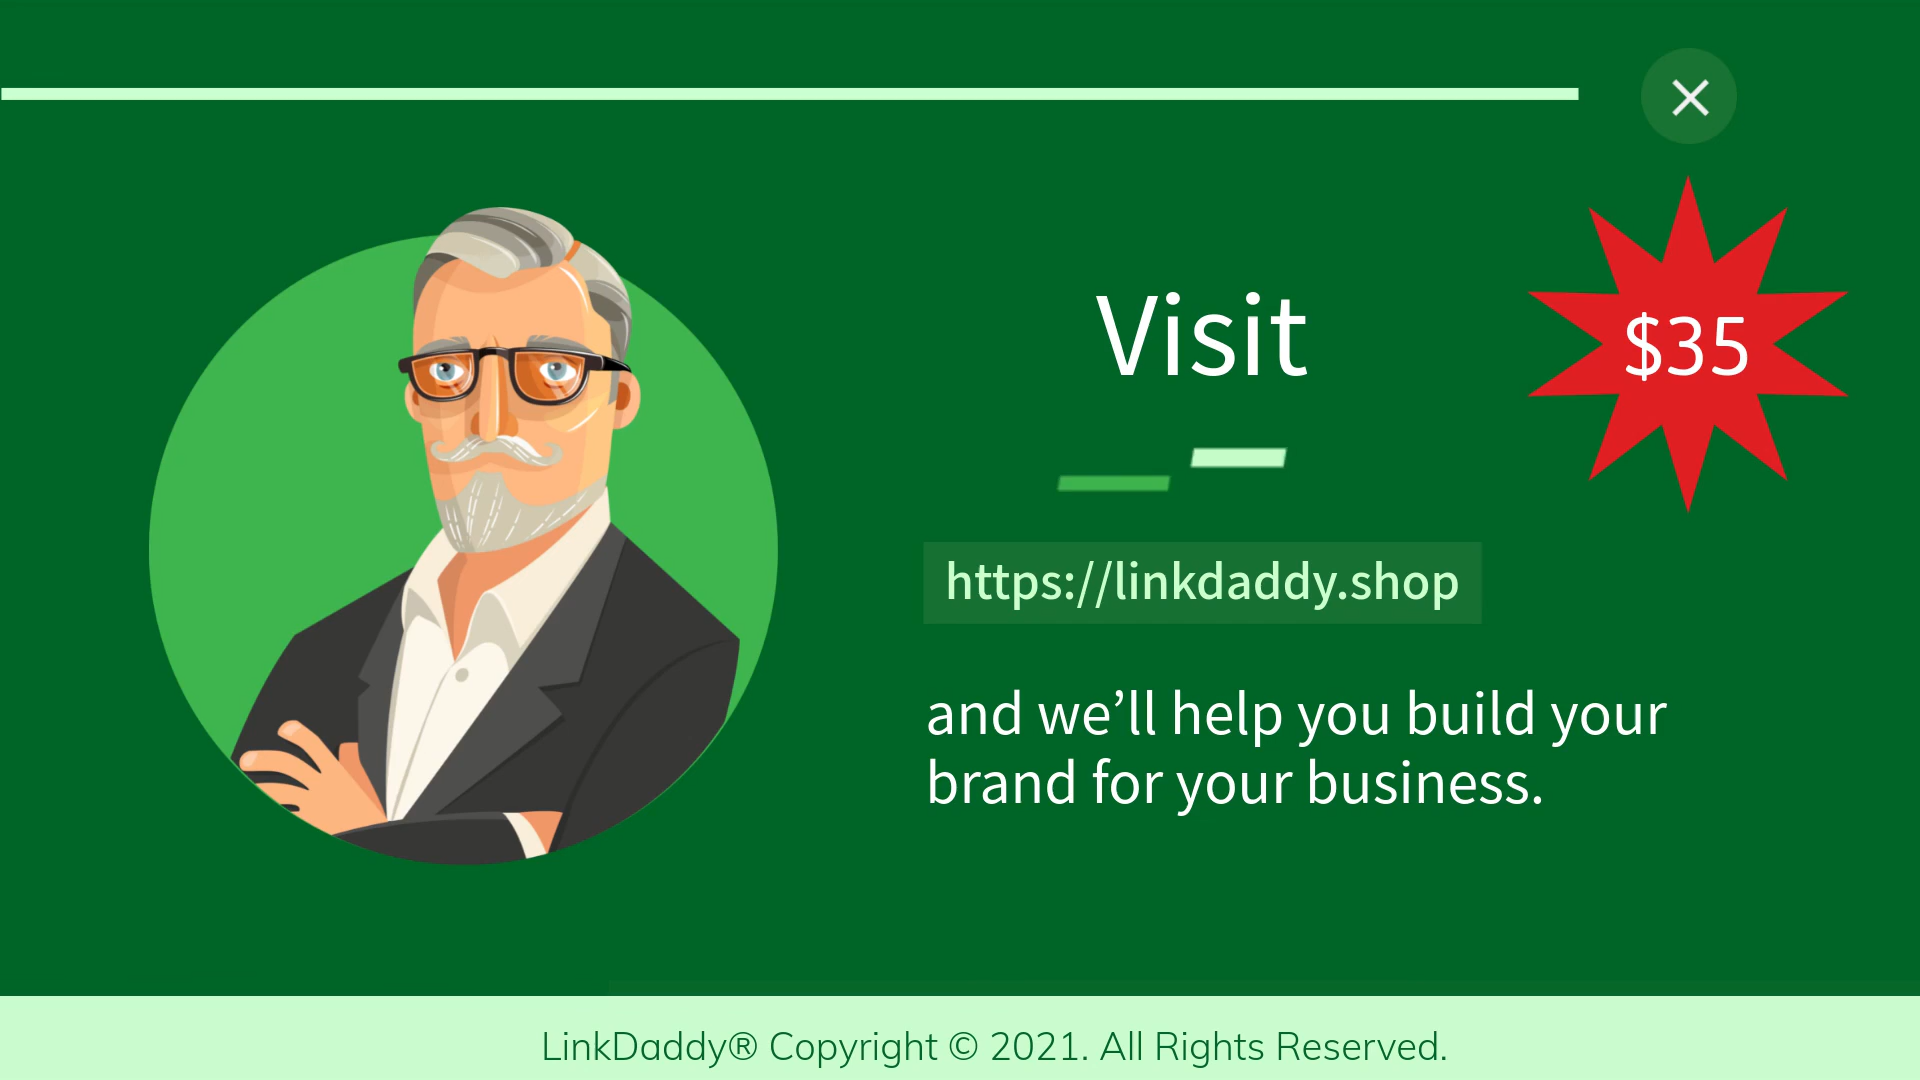 Visit
$35
https://linkdaddy.shop
and we’ll help you build your
brand for your business.
LinkDaddy® Copyright © 2021. All Rights Reserved.